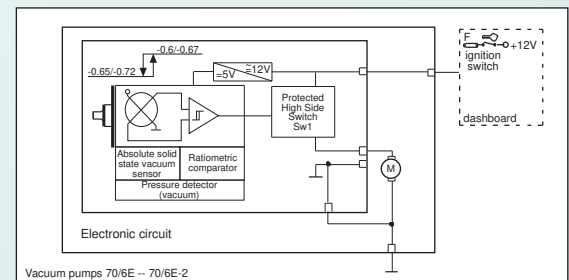 -0.6/-0.67
-0.65/-0.72
=5V
≅12V
F
+12V
ignition
switch
dashboard
Protected
High Side
Switch
Sw1
M
Absolute solid
state vacuum
sensor
Ratiometric
comparator
Pressure detector
(vacuum)
Electronic circuit
Vacuum pumps 70/6E -- 70/6E-2